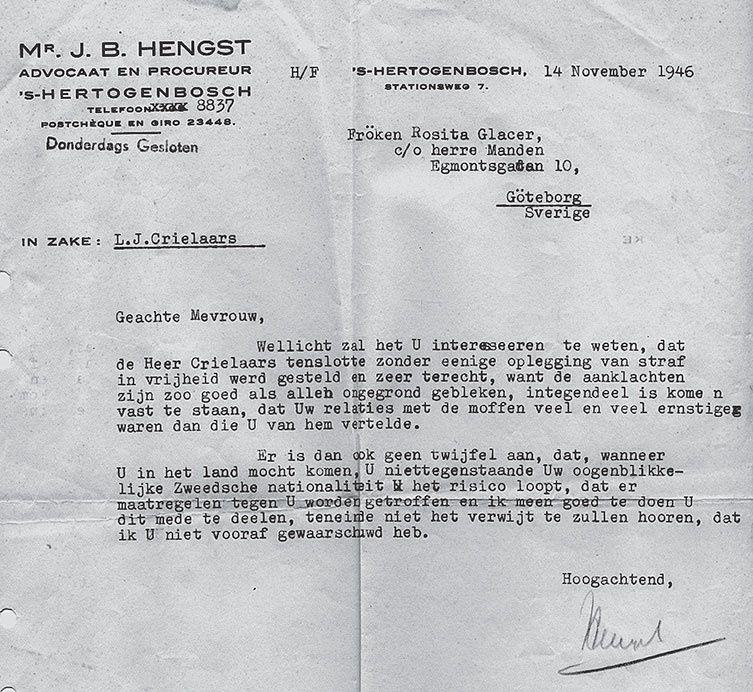 MR. J. B. HENGST
ADVOCAAT EN PROCUREUR
'S-HERTOGENBOSCH
TELEFOON xxxx 8837
POSTCHÈQUE EN GIRO 23448.
Donderdags Gesloten
H/F 'S-HERTOGENBOSCH, 14 November 1946
STATIONSWEG 7.
Fröken Rosita Glacer,
c/o herre Manden
Egmontsgatan 10,
Göteborg
Sverige
IN ZAKE: L.J.Crielaars
Geachte Mevrouw,
Wellicht zal het U interesseeren te weten, dat
de Heer Crielaars tenslotte zonder eenige oplegging van straf
in vrijheid werd gesteld en zeer terecht, want de aanklachten
zijn zoo goed als alleh ongegrond gebleken, integendeel is kome n
vast te staan, dat Uw relaties met de moffen veel en veel ernstiger
waren dan die U van hem vertelde.
Er is dan ook geen twijfel aan, dat, wanneer
U in het land mocht komen, U niettegenstaande Uw oogenblikke-
lijke Zweedsche nationaliteit U het risico loopt, dat er
maatregelen tegen U worden getroffen en ik meen goed te doen U
dit mede te deelen, teneinde niet het verwijt te zullen hooren, dat
ik U niet vooraf gewaarschuwd heb.
Hoogachtend,